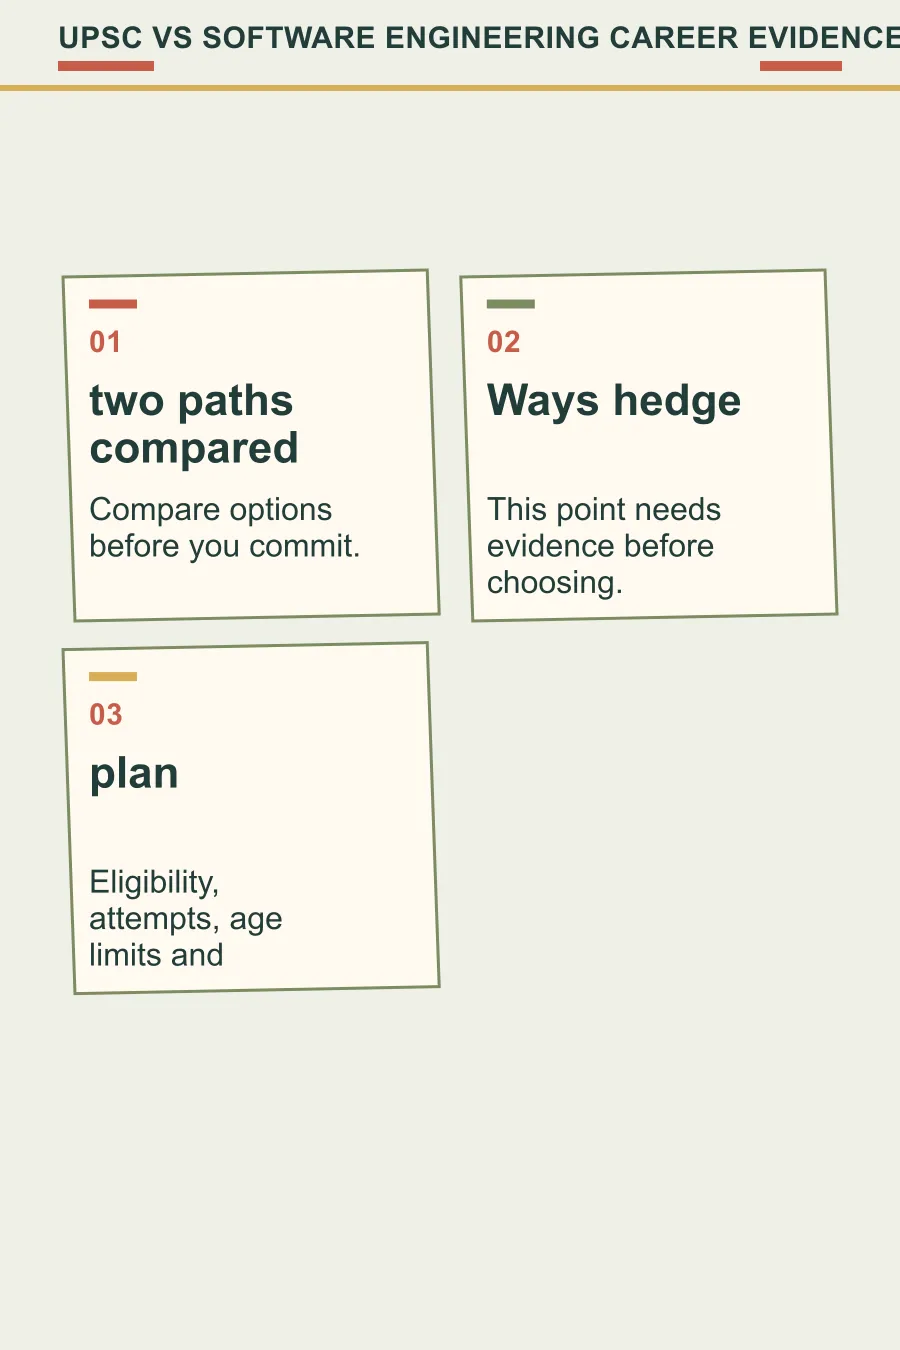 UPSC VS SOFTWARE ENGINEERING CAREER EVIDENCE
01
two paths
compared
Compare options
before you commit.
02
Ways hedge
This point needs
evidence before
choosing.
03
plan
Eligibility,
attempts, age
limits and